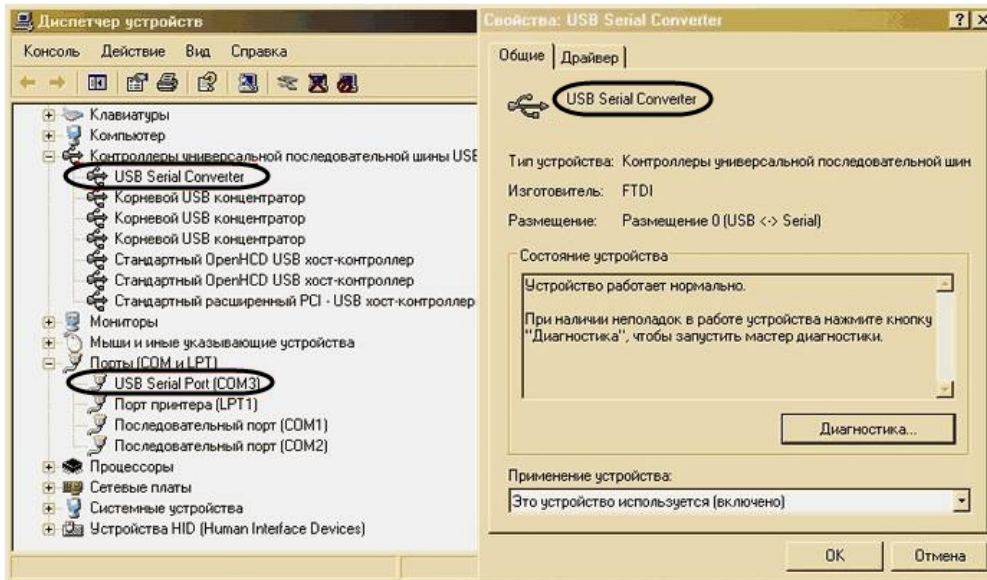 Диспетчер устройств
Консоль Действие Вид Справка
Клавиатуры
Компьютер
Контроллеры универсальной последовательной шины USB
USB Serial Converter
Корневой USB концентратор
Корневой USB концентратор
Корневой USB концентратор
Стандартный OpenHCD USB хост-контроллер
Стандартный OpenHCD USB хост-контроллер
Стандартный расширенный PCI - USB хост-контроллер
Мониторы
Мыши и иные указывающие устройства
Порты (COM и LPT)
USB Serial Port (COM3)
Порт принтера (LPT1)
Последовательный порт (COM1)
Последовательный порт (COM2)
Процессоры
Сетевые платы
Системные устройства
Устройства HID (Human Interface Devices)
Свойства: USB Serial Converter
Общие Драйвер
USB Serial Converter
Тип устройства: Контроллеры универсальной последовательной шин
Изготовитель: FTDI
Размещение: Размещение 0 (USB <-> Serial)
Состояние устройства
Устройство работает нормально.
При наличии неполадок в работе устройства нажмите кнопку
"Диагностика", чтобы запустить мастер диагностики.
Диагностика...
Применение устройства:
Это устройство используется (включено)
OK Отмена